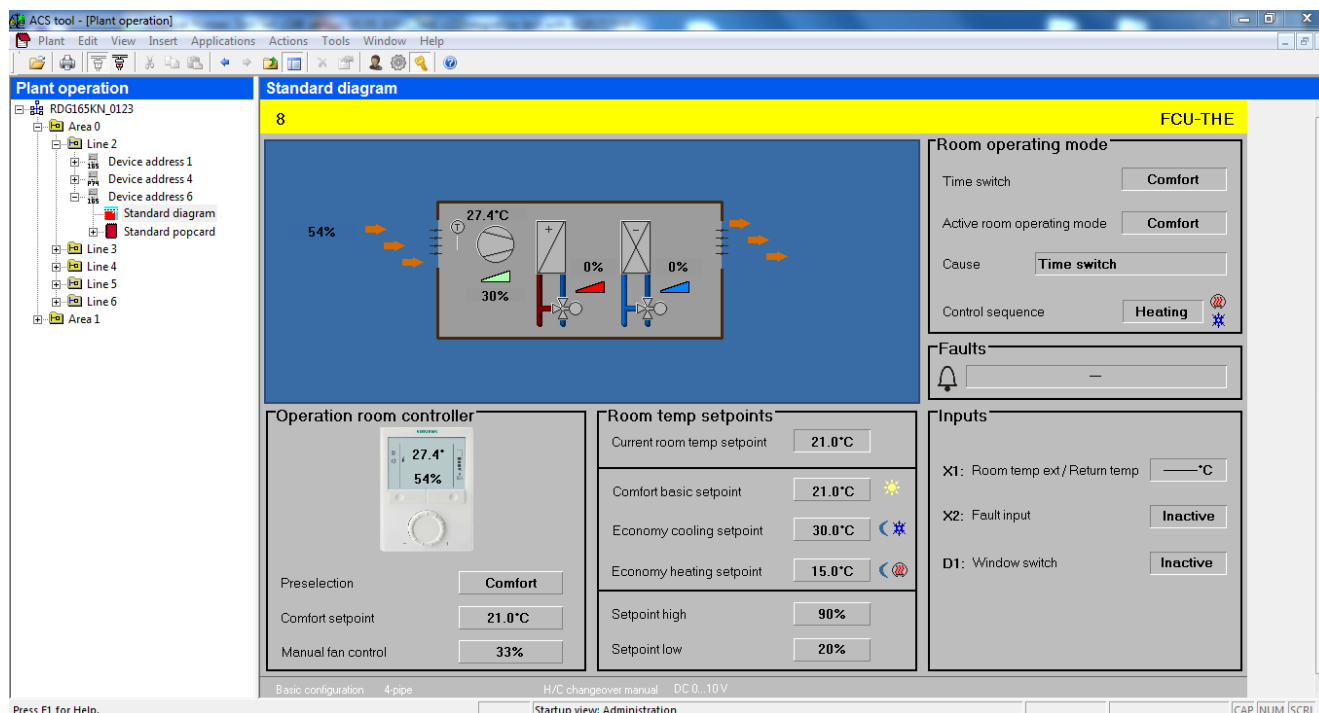 ACS tool - [Plant operation]
Plant Edit View Insert Applications Actions Tools Window Help
Plant operation
RDG165KN_0123
Area 0
Line 2
Device address 1
Device address 4
Device address 6
Standard diagram
Standard popcard
Line 3
Line 4
Line 5
Line 6
Area 1
Standard diagram
8 FCU-THE
54%
27.4°C
T
+
-
30%
0%
0%
Room operating mode
Time switch Comfort
Active room operating mode Comfort
Cause Time switch
Control sequence Heating
Faults
—
Operation room controller
SIEMENS
27.4°
54%
Preselection Comfort
Comfort setpoint 21.0°C
Manual fan control 33%
Room temp setpoints
Current room temp setpoint 21.0°C
Comfort basic setpoint 21.0°C
Economy cooling setpoint 30.0°C
Economy heating setpoint 15.0°C
Setpoint high 90%
Setpoint low 20%
Inputs
X1: Room temp ext / Return temp ——°C
X2: Fault input Inactive
D1: Window switch Inactive
Basic configuration 4-pipe H/C changeover manual DC 0...10 V
Press F1 for Help. Startup view: Administration CAP NUM SCRL